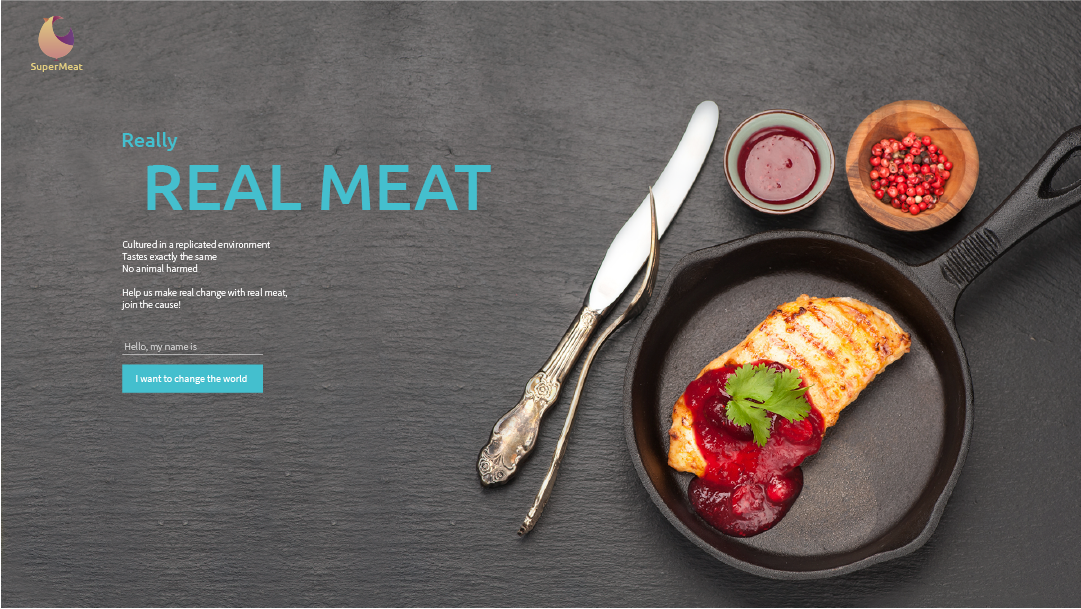 SuperMeat
Really
REAL MEAT
Cultured in a replicated environment
Tastes exactly the same
No animal harmed
Help us make real change with real meat,
join the cause!
Hello, my name is
I want to change the world